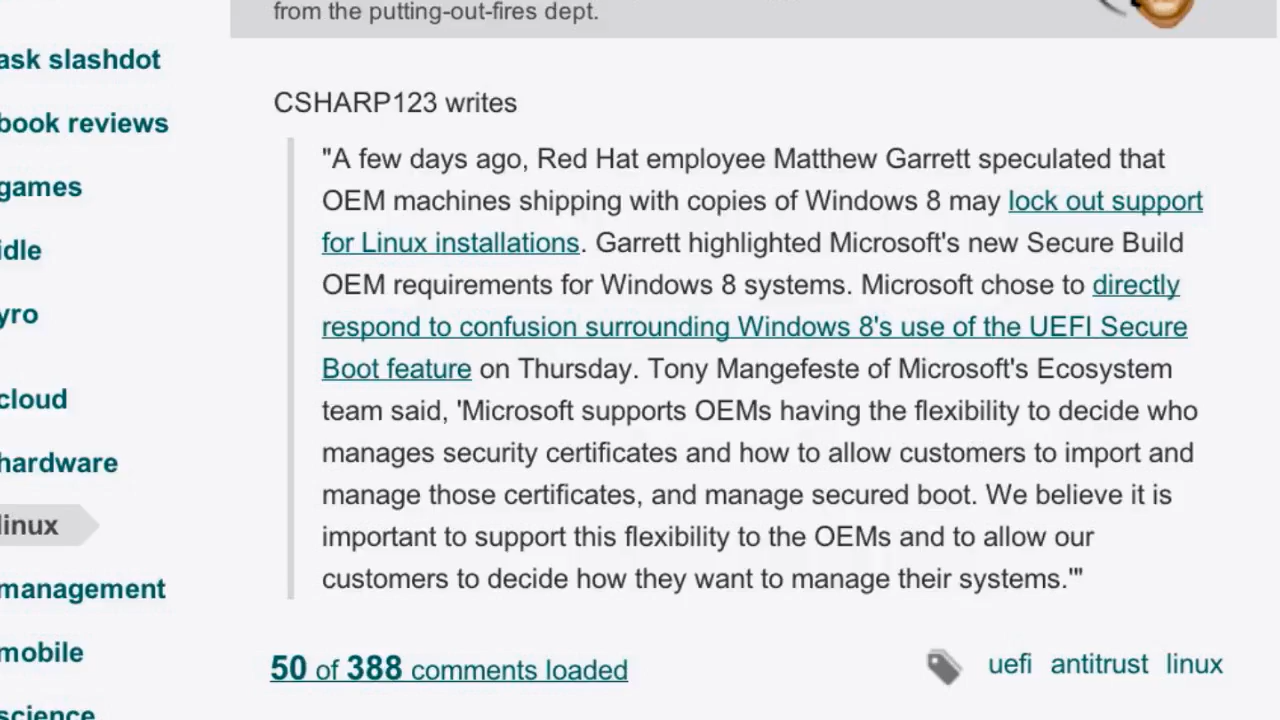 from the putting-out-fires dept.
ask slashdot
book reviews
games
idle
yro
cloud
hardware
linux
management
mobile
science
CSHARP123 writes
"A few days ago, Red Hat employee Matthew Garrett speculated that
OEM machines shipping with copies of Windows 8 may lock out support
for Linux installations. Garrett highlighted Microsoft's new Secure Build
OEM requirements for Windows 8 systems. Microsoft chose to directly
respond to confusion surrounding Windows 8's use of the UEFI Secure
Boot feature on Thursday. Tony Mangefeste of Microsoft's Ecosystem
team said, 'Microsoft supports OEMs having the flexibility to decide who
manages security certificates and how to allow customers to import and
manage those certificates, and manage secured boot. We believe it is
important to support this flexibility to the OEMs and to allow our
customers to decide how they want to manage their systems.'"
50 of 388 comments loaded
uefi antitrust linux